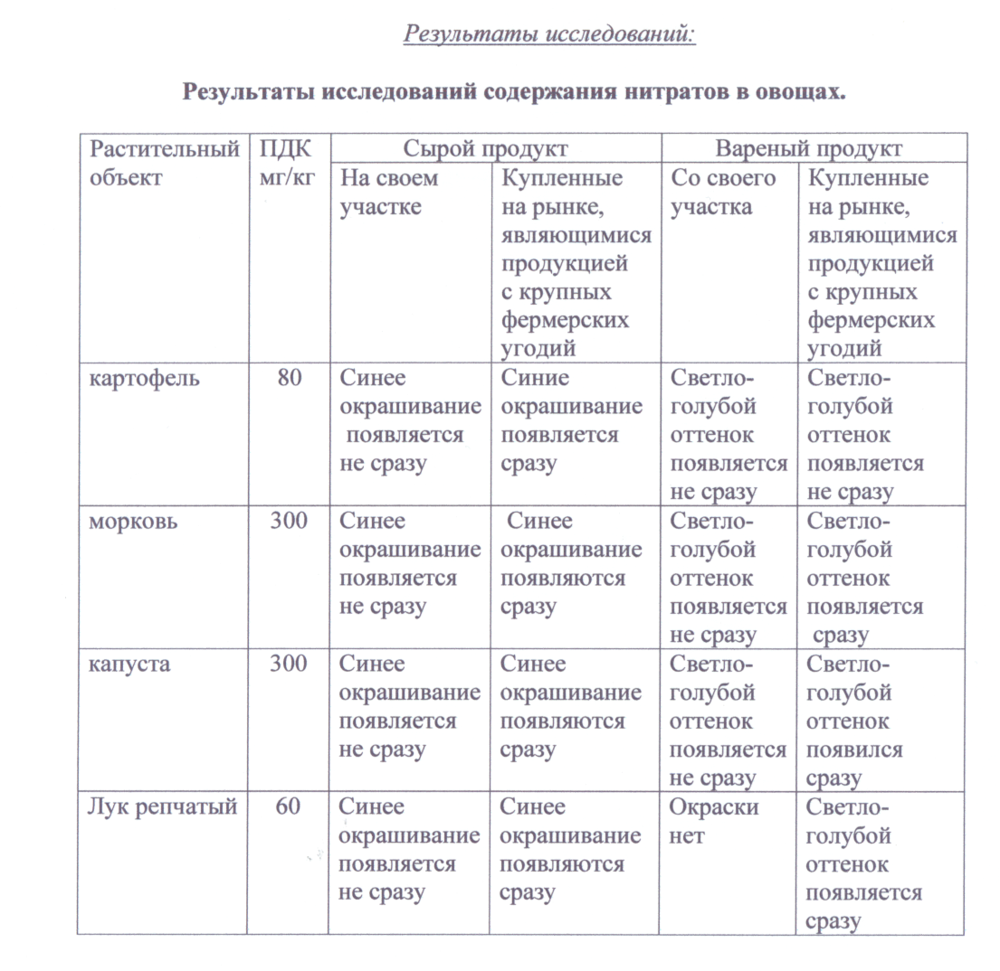 Результаты исследований:
Результаты исследований содержания нитратов в овощах.
Растительный объект
ПДК мг/кг
Сырой продукт
Вареный продукт
На своем участке
Купленные на рынке, являющимися продукцией с крупных фермерских угодий
Со своего участка
Купленные на рынке, являющимися продукцией с крупных фермерских угодий
картофель
80
Синее окрашивание появляется не сразу
Синие окрашивание появляется сразу
Светло-голубой оттенок появляется не сразу
Светло-голубой оттенок появляется не сразу
морковь
300
Синее окрашивание появляется не сразу
Синее окрашивание появляются сразу
Светло-голубой оттенок появляется не сразу
Светло-голубой оттенок появляется сразу
капуста
300
Синее окрашивание появляется не сразу
Синее окрашивание появляются сразу
Светло-голубой оттенок появляется не сразу
Светло-голубой оттенок появился сразу
Лук репчатый
60
Синее окрашивание появляется не сразу
Синее окрашивание появляются сразу
Окраски нет
Светло-голубой оттенок появляется сразу